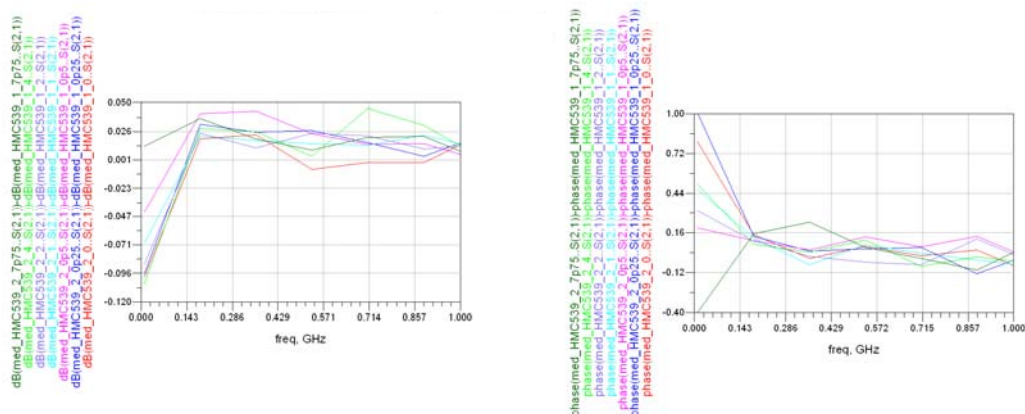 dB(med_HMC539_2_7p75..S(2,1))-dB(med_HMC539_1_7p75..S(2,1))
dB(med_HMC539_2_4..S(2,1))-dB(med_HMC539_1_4..S(2,1))
dB(med_HMC539_2_2..S(2,1))-dB(med_HMC539_1_2..S(2,1))
dB(med_HMC539_2_1..S(2,1))-dB(med_HMC539_1_1..S(2,1))
dB(med_HMC539_2_0p5..S(2,1))-dB(med_HMC539_1_0p5..S(2,1))
dB(med_HMC539_2_0p25..S(2,1))-dB(med_HMC539_1_0p25..S(2,1))
dB(med_HMC539_2_0..S(2,1))-dB(med_HMC539_1_0..S(2,1))
0.050
0.026
0.001
-0.023
-0.047
-0.071
-0.096
-0.120
0.000 0.143 0.286 0.429 0.571 0.714 0.857 1.000
freq, GHz
phase(med_HMC539_2_7p75..S(2,1))-phase(med_HMC539_1_7p75..S(2,1))
phase(med_HMC539_2_4..S(2,1))-phase(med_HMC539_1_4..S(2,1))
phase(med_HMC539_2_2..S(2,1))-phase(med_HMC539_1_2..S(2,1))
phase(med_HMC539_2_1..S(2,1))-phase(med_HMC539_1_1..S(2,1))
phase(med_HMC539_2_0p5..S(2,1))-phase(med_HMC539_1_0p5..S(2,1))
phase(med_HMC539_2_0p25..S(2,1))-phase(med_HMC539_1_0p25..S(2,1))
phase(med_HMC539_2_0..S(2,1))-phase(med_HMC539_1_0..S(2,1))
1.00
0.72
0.44
0.16
-0.12
-0.40
0.000 0.143 0.286 0.429 0.572 0.715 0.857 1.000
freq, GHz